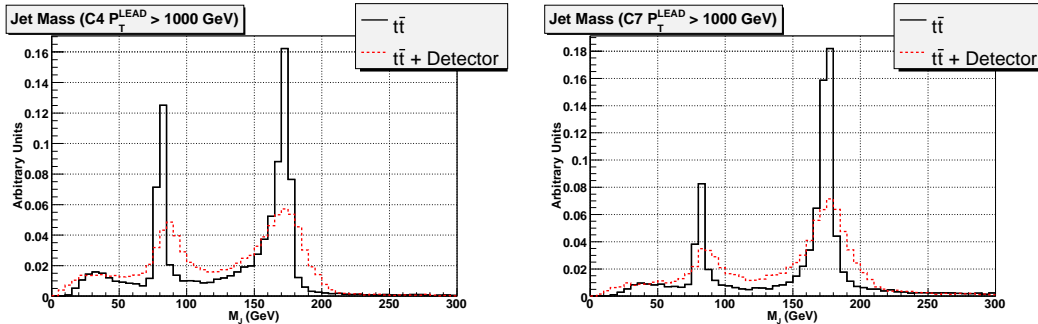 Jet Mass (C4 P_T^LEAD > 1000 GeV)
tt̄
tt̄ + Detector
Arbitrary Units
0.16
0.14
0.12
0.1
0.08
0.06
0.04
0.02
0
0 50 100 150 200 250 300
M_J (GeV)
Jet Mass (C7 P_T^LEAD > 1000 GeV)
tt̄
tt̄ + Detector
Arbitrary Units
0.18
0.16
0.14
0.12
0.1
0.08
0.06
0.04
0.02
0
0 50 100 150 200 250 300
M_J (GeV)